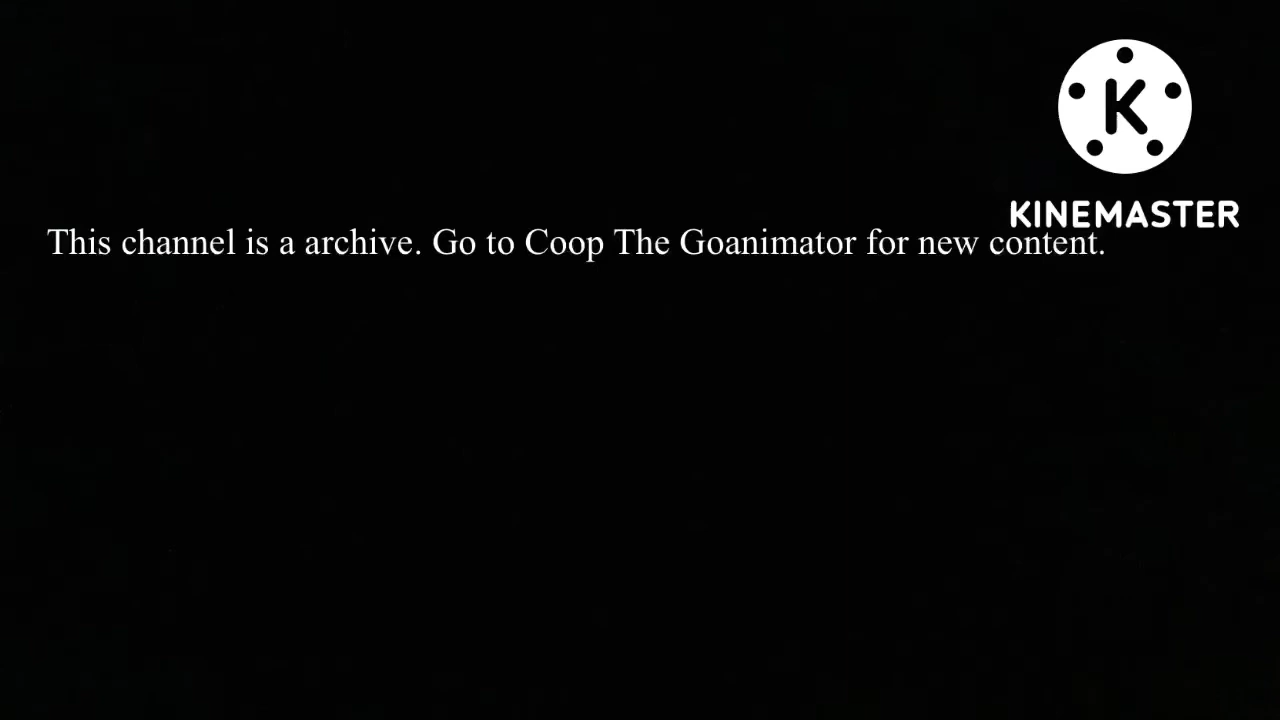 K
KINEMASTER
This channel is a archive. Go to Coop The Goanimator for new content.